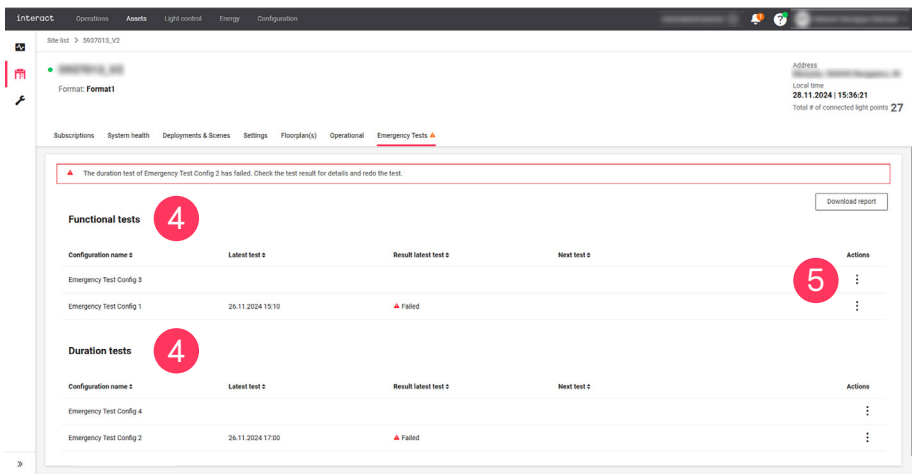 interact Operations Assets Light control Energy Configuration
Site list > 5937013_V2
Format: Format1
Address
Local time
28.11.2024 | 15:36:21
Total # of connected light points 27
Subscriptions System health Deployments & Scenes Settings Floorplan(s) Operational Emergency Tests
The duration test of Emergency Test Config 2 has failed. Check the test result for details and redo the test.
Download report
Functional tests 4
Configuration name Latest test Result latest test Next test Actions
Emergency Test Config 3 5
Emergency Test Config 1 26.11.2024 15:10 Failed
Duration tests 4
Configuration name Latest test Result latest test Next test Actions
Emergency Test Config 4
Emergency Test Config 2 26.11.2024 17:00 Failed